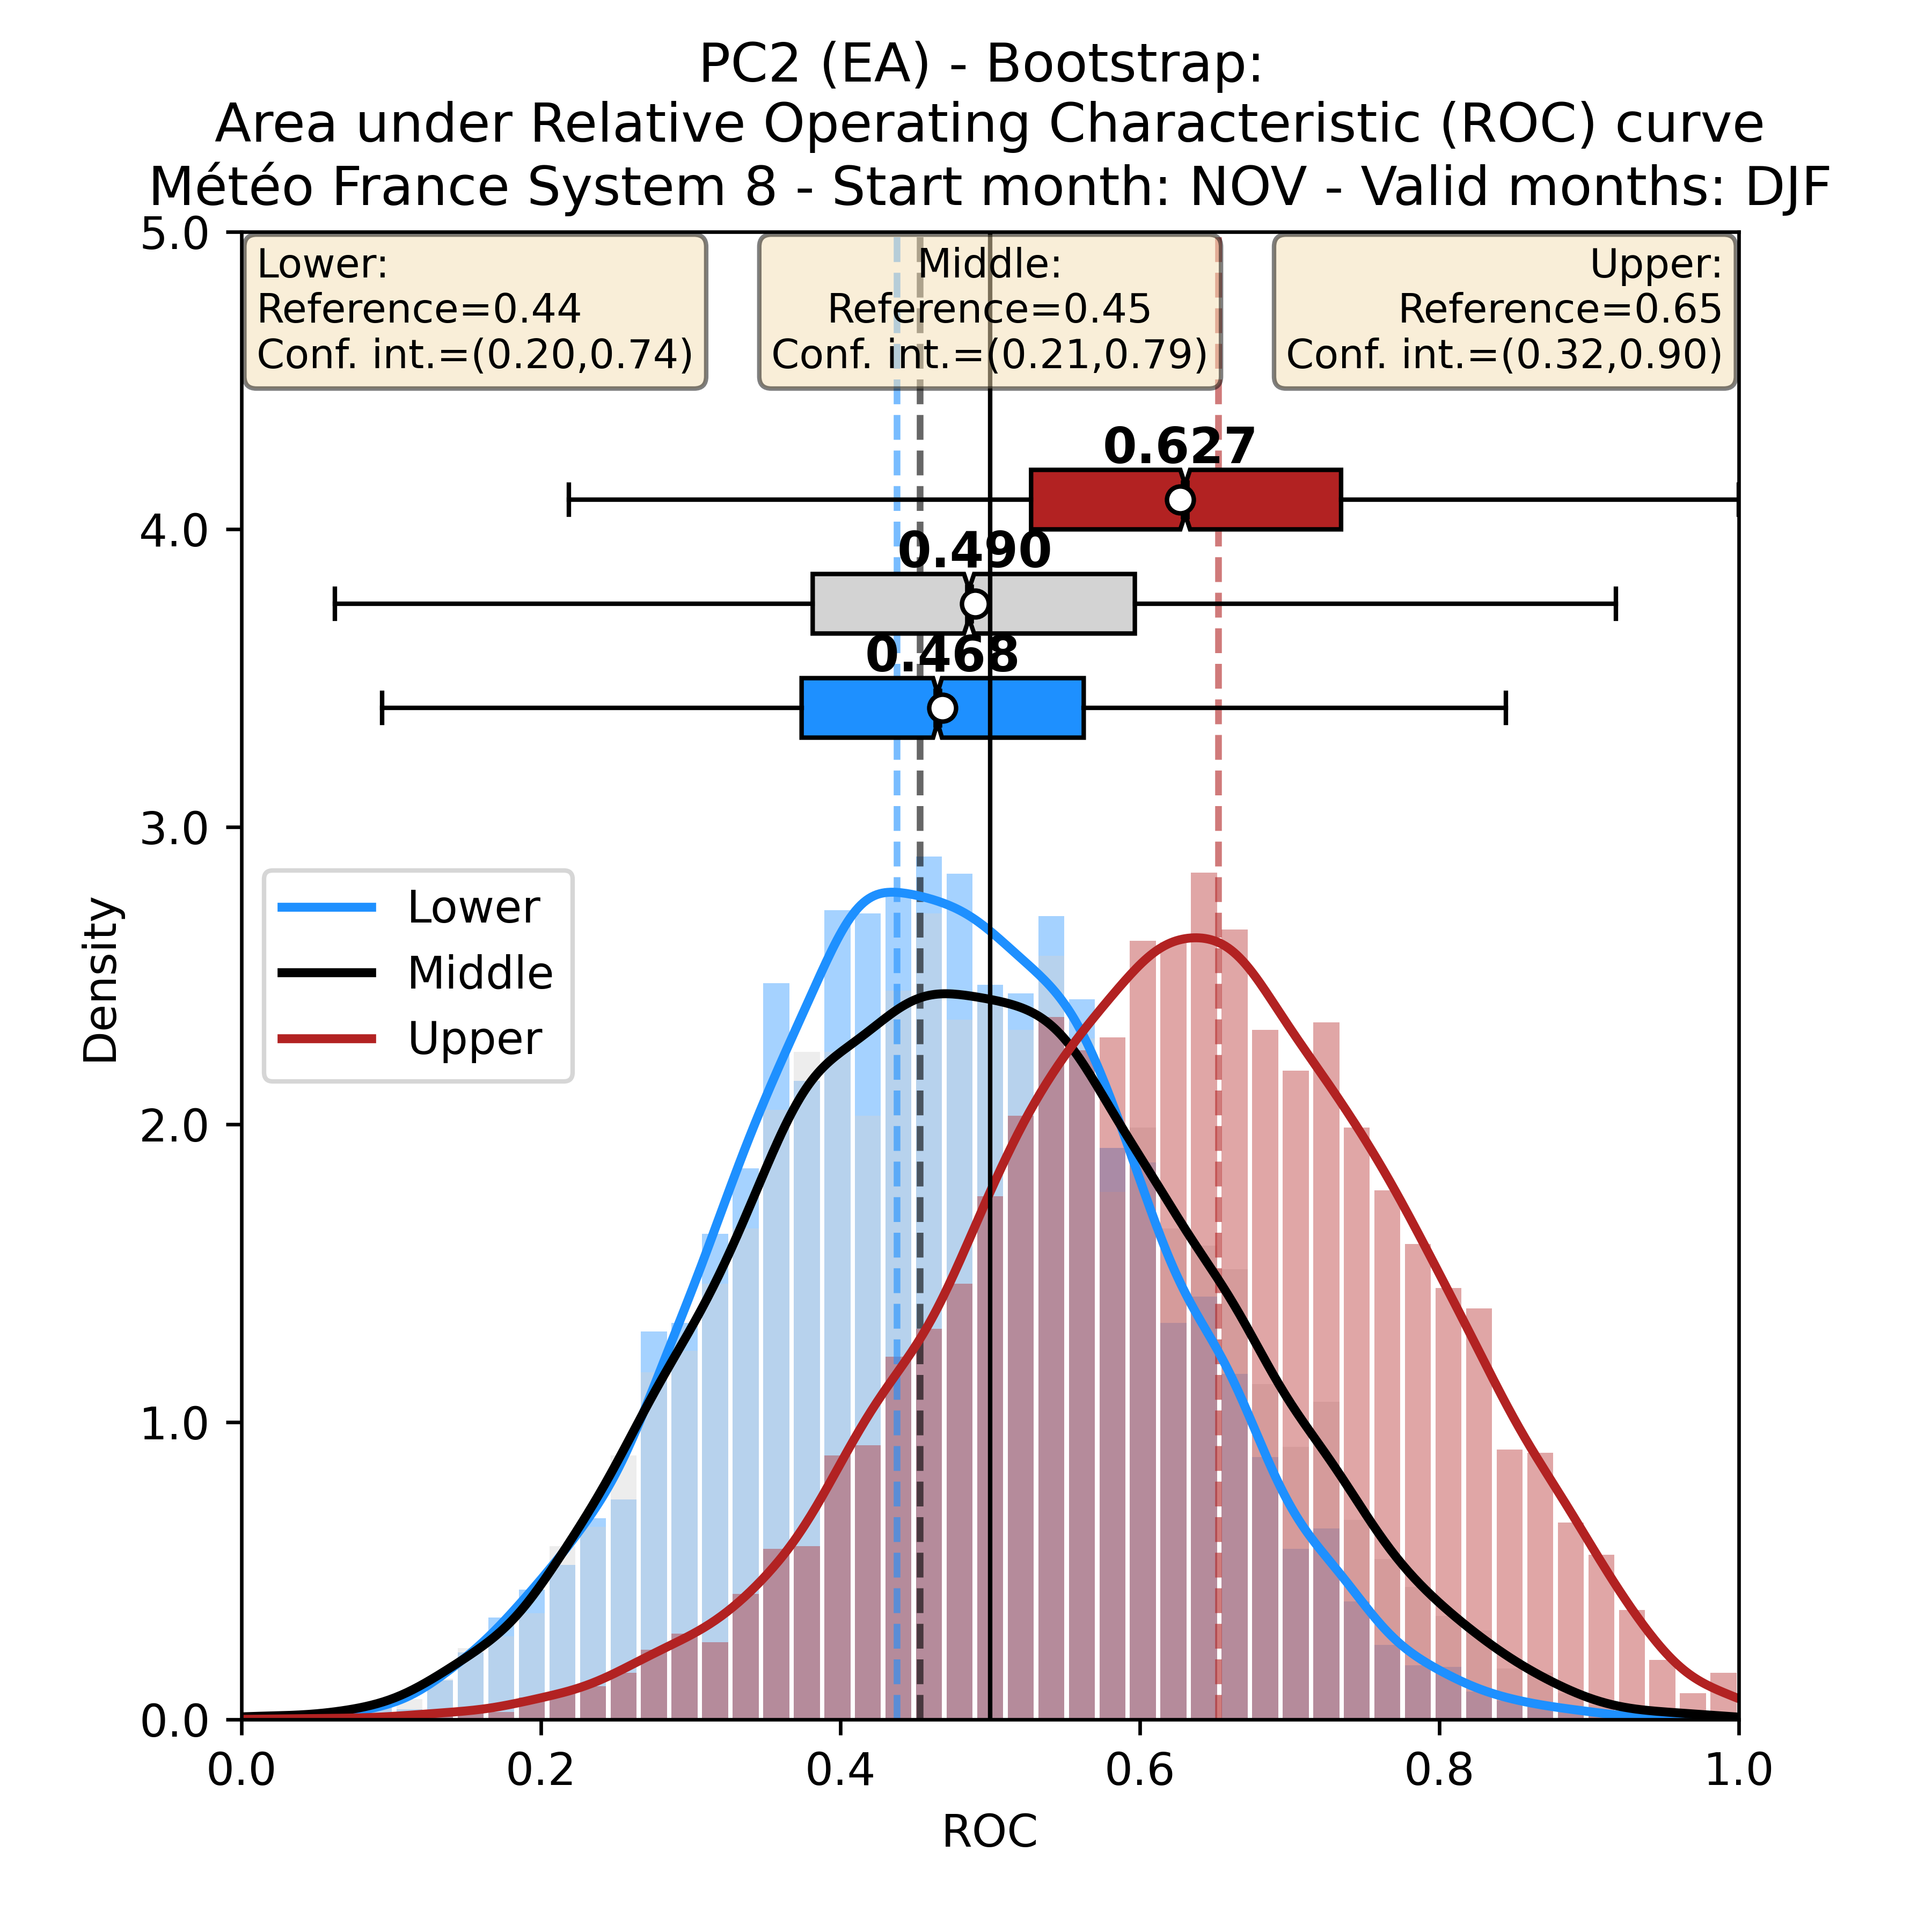 PC2 (EA) - Bootstrap:
Area under Relative Operating Characteristic (ROC) curve
Météo France System 8 - Start month: NOV - Valid months: DJF
5.0
Lower:
Reference=0.44
Conf. int.=(0.20,0.74)
Middle:
Reference=0.45
Conf. int.=(0.21,0.79)
Upper:
Reference=0.65
Conf. int.=(0.32,0.90)
0.627
4.0
0.490
0.468
3.0
Lower
Middle
Upper
Density
2.0
1.0
0.0
0.0 0.2 0.4 0.6 0.8 1.0
ROC